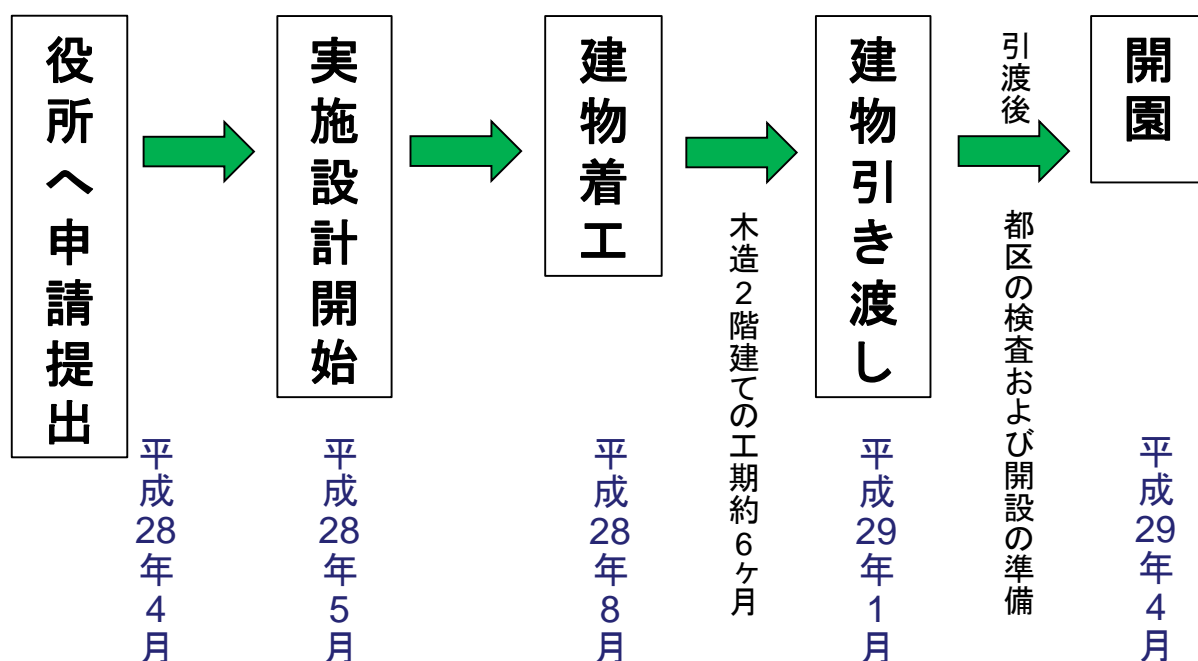 役所へ申請提出
平成28年4月
実施設計開始
平成28年5月
建物着工
平成28年8月
木造2階建ての工期約6ヶ月
建物引き渡し
平成29年1月
引渡後
都区の検査および開設の準備
開園
平成29年4月